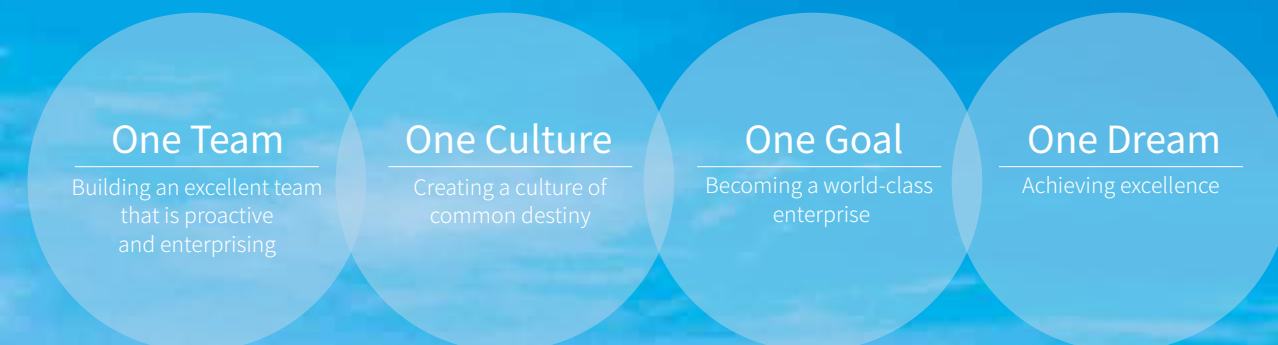 One Team
Building an excellent team
that is proactive
and enterprising
One Culture
Creating a culture of
common destiny
One Goal
Becoming a world-class
enterprise
One Dream
Achieving excellence